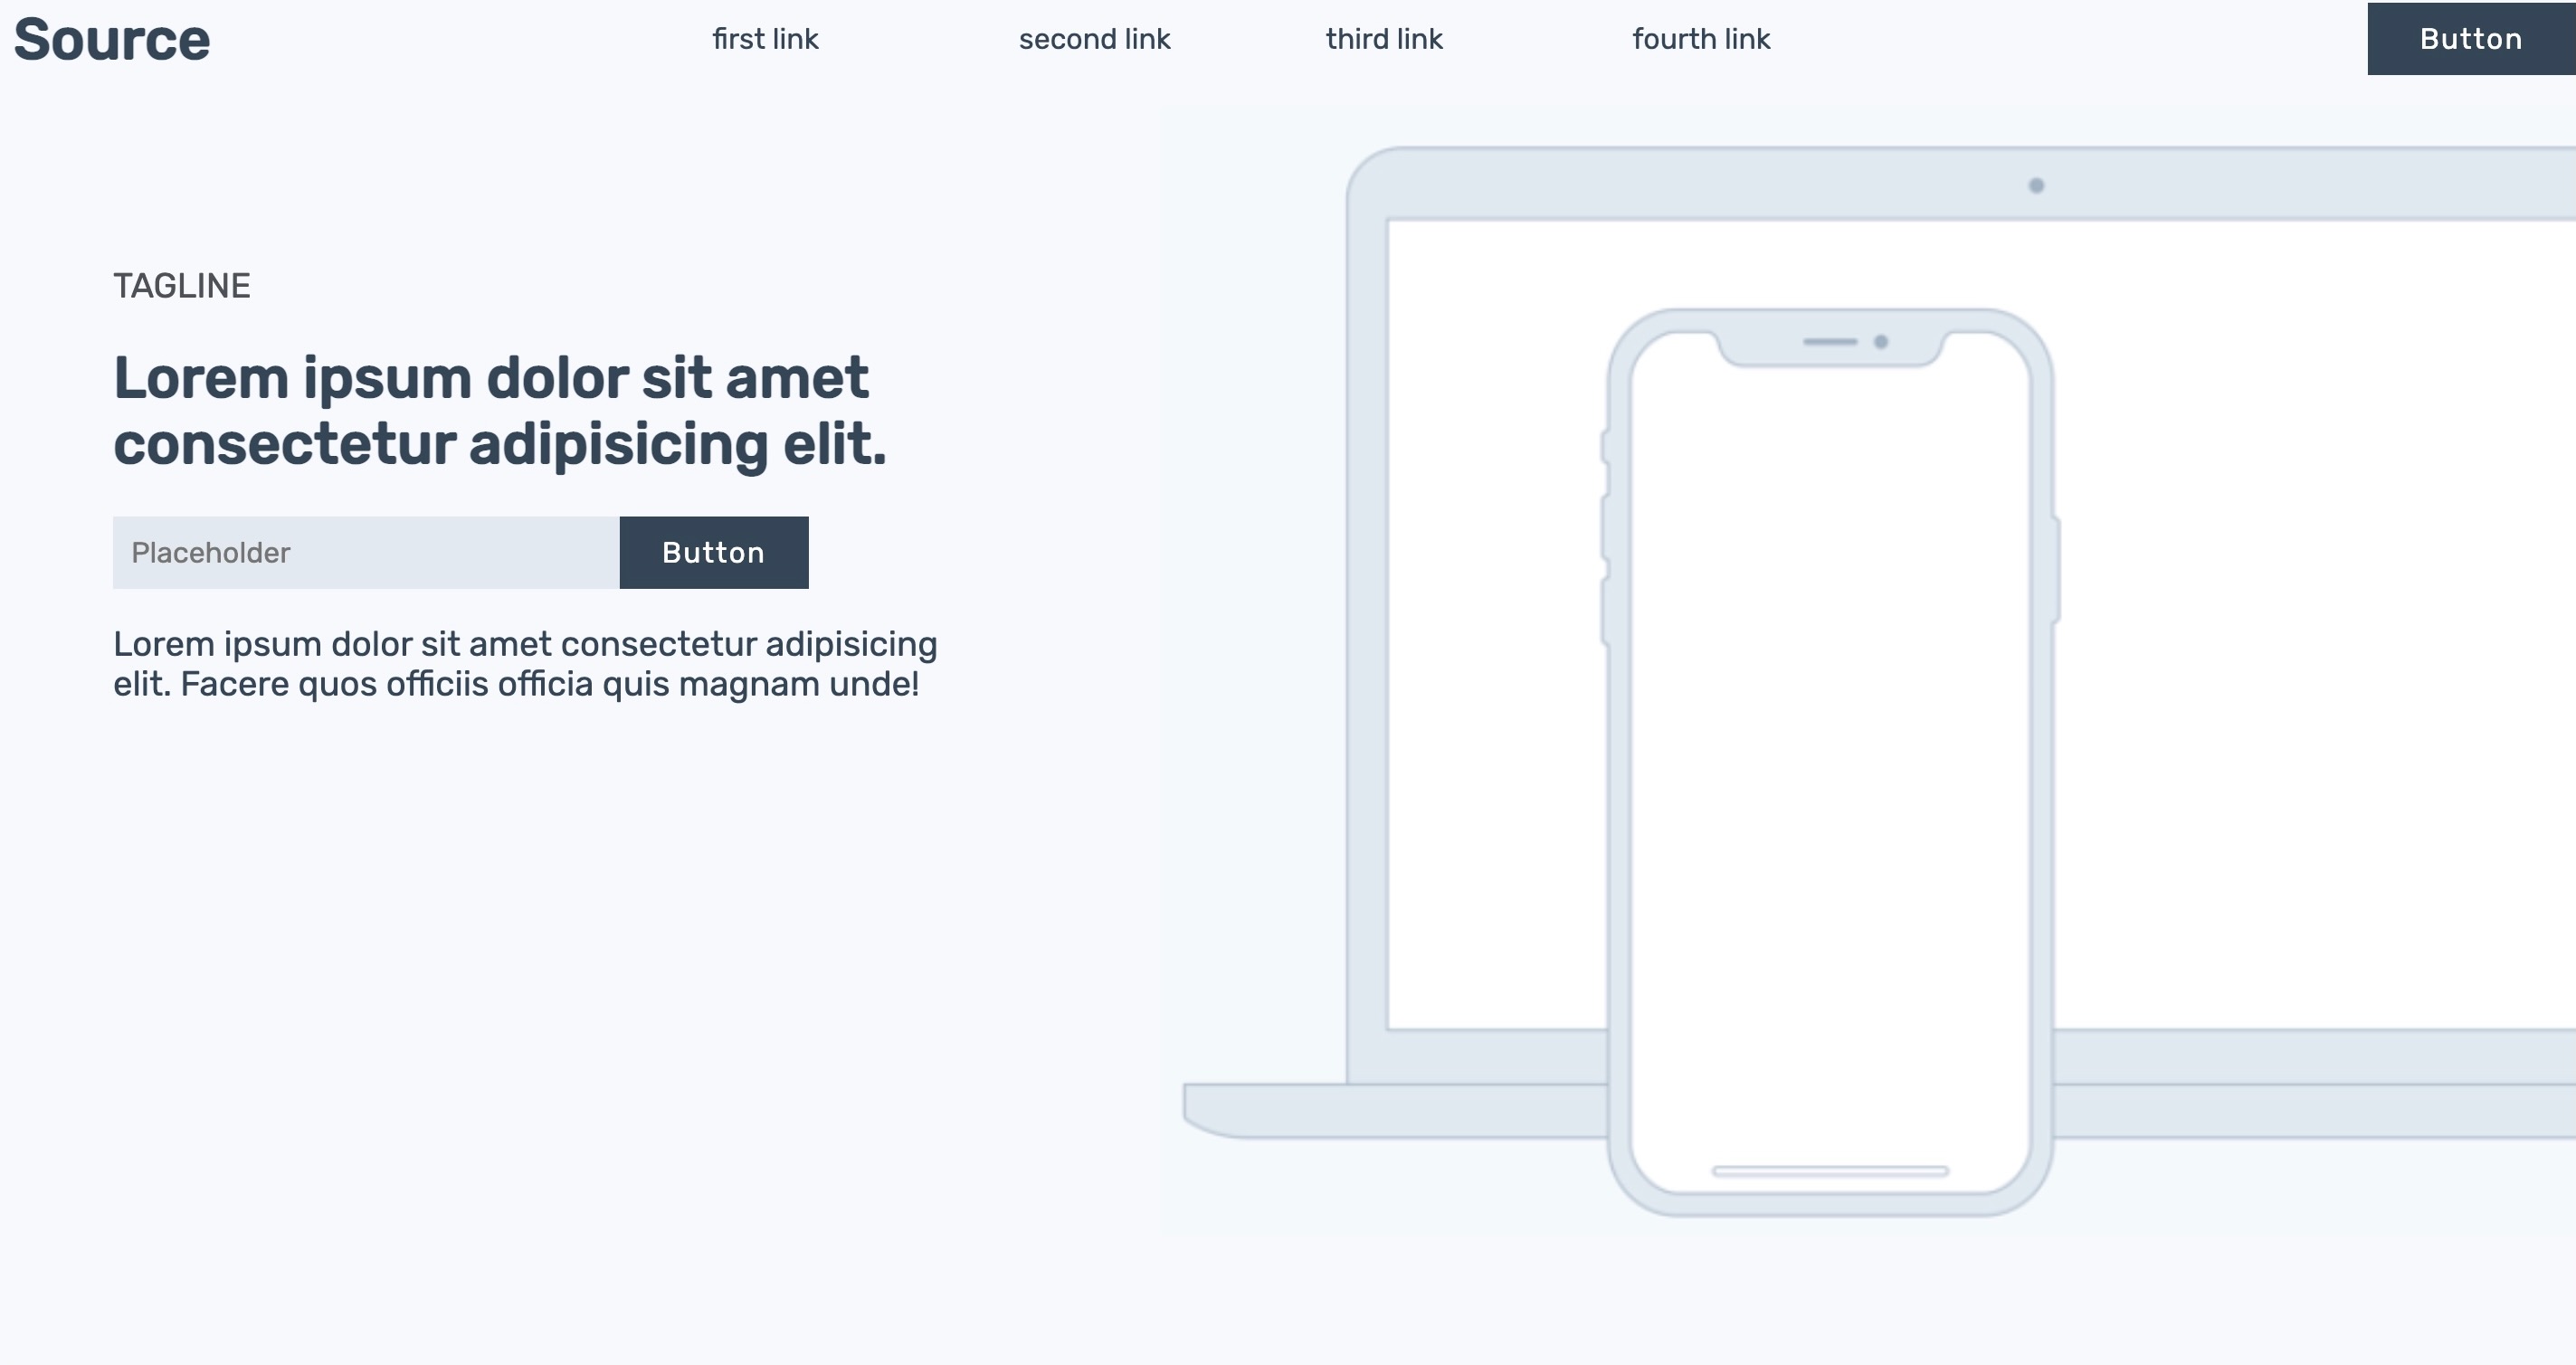 Source
first link
second link
third link
fourth link
Button
TAGLINE
Lorem ipsum dolor sit amet
consectetur adipisicing elit.
Placeholder
Button
Lorem ipsum dolor sit amet consectetur adipisicing
elit. Facere quos officiis officia quis magnam unde!